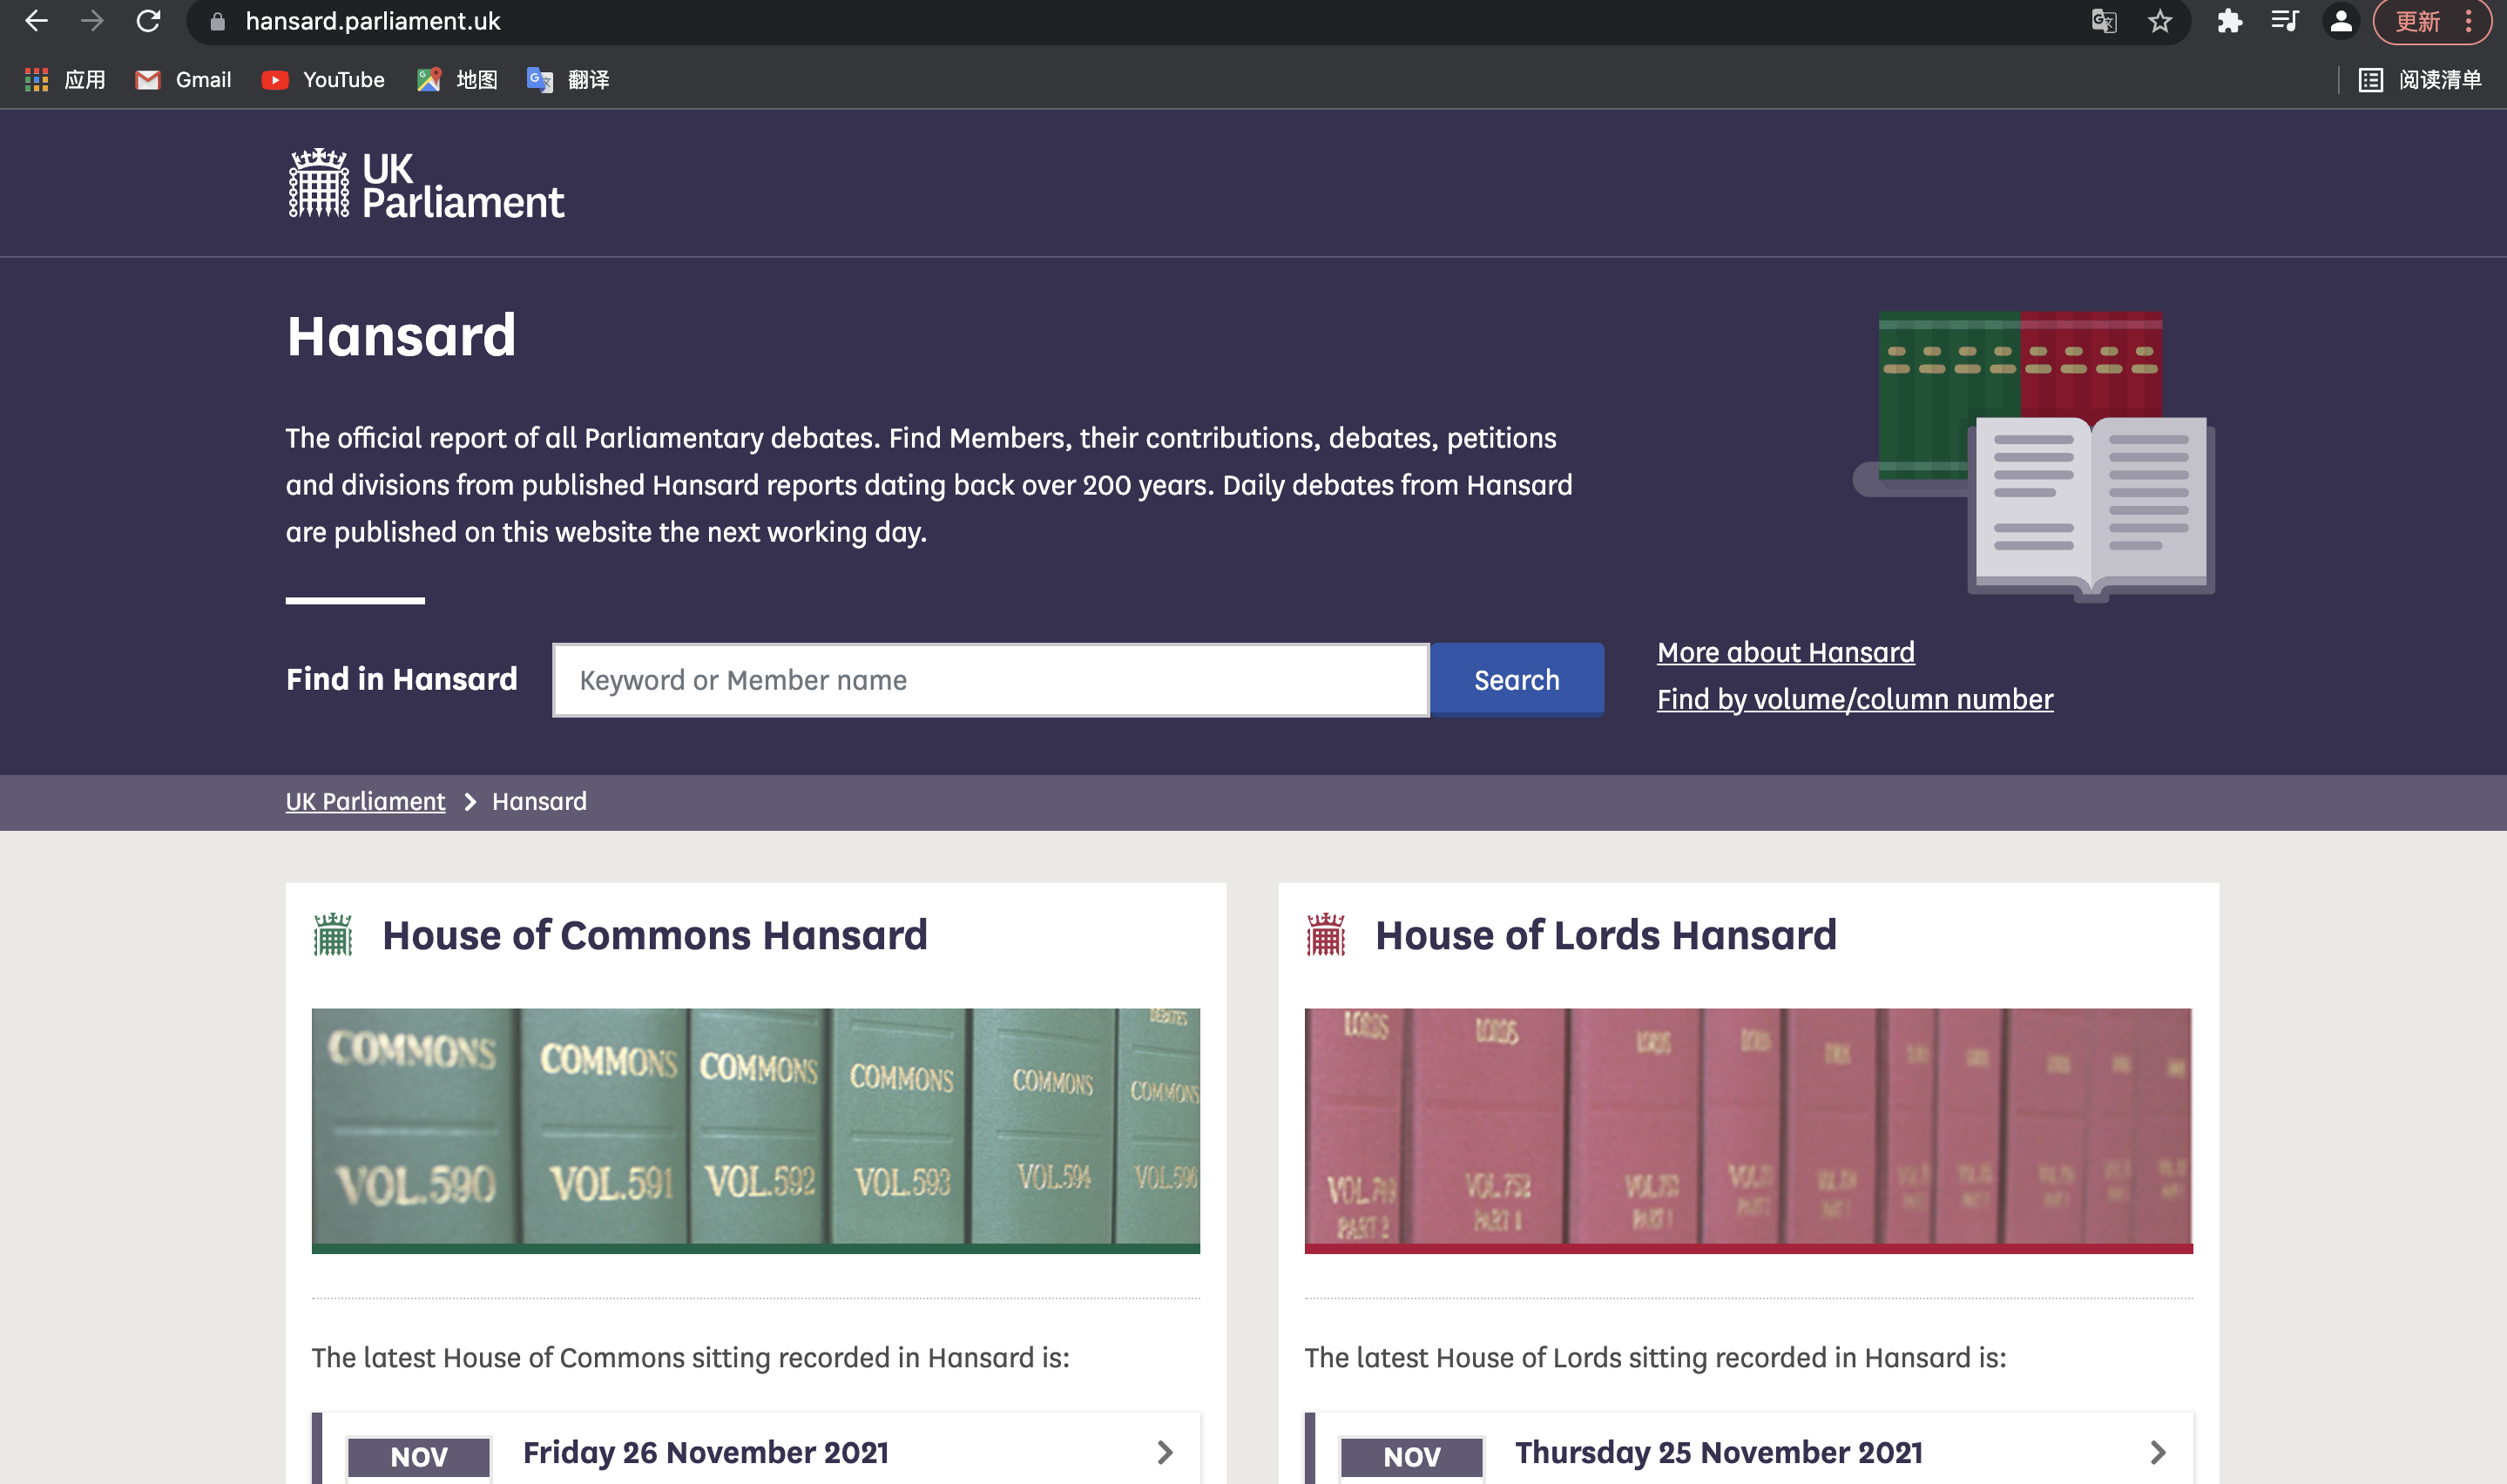 hansard.parliament.uk
更新
应用
Gmail
YouTube
地图
翻译
阅读清单
UK
Parliament
Hansard
The official report of all Parliamentary debates. Find Members, their contributions, debates, petitions
and divisions from published Hansard reports dating back over 200 years. Daily debates from Hansard
are published on this website the next working day.
Find in Hansard
Keyword or Member name
Search
More about Hansard
Find by volume/column number
UK Parliament > Hansard
House of Commons Hansard
COMMONS COMMONS COMMONS COMMONS COMMONS COMMONS
VOL.590 VOL.591 VOL.592 VOL.593 VOL.594
The latest House of Commons sitting recorded in Hansard is:
NOV
Friday 26 November 2021
House of Lords Hansard
LORDS LORDS LORDS
VOL.752
PART 2 PART 1 PART 1
The latest House of Lords sitting recorded in Hansard is:
NOV
Thursday 25 November 2021